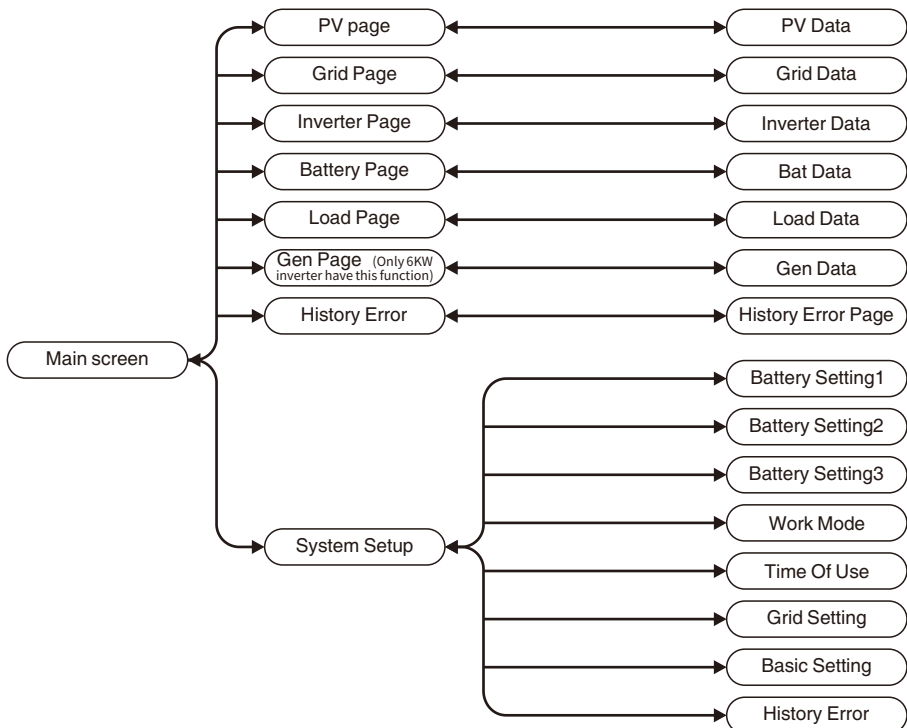 PV page
PV Data
Grid Page
Grid Data
Inverter Page
Inverter Data
Battery Page
Bat Data
Load Page
Load Data
Gen Page (Only 6KW
inverter have this function)
Gen Data
History Error
History Error Page
Main screen
Battery Setting1
Battery Setting2
Battery Setting3
Work Mode
System Setup
Time Of Use
Grid Setting
Basic Setting
History Error